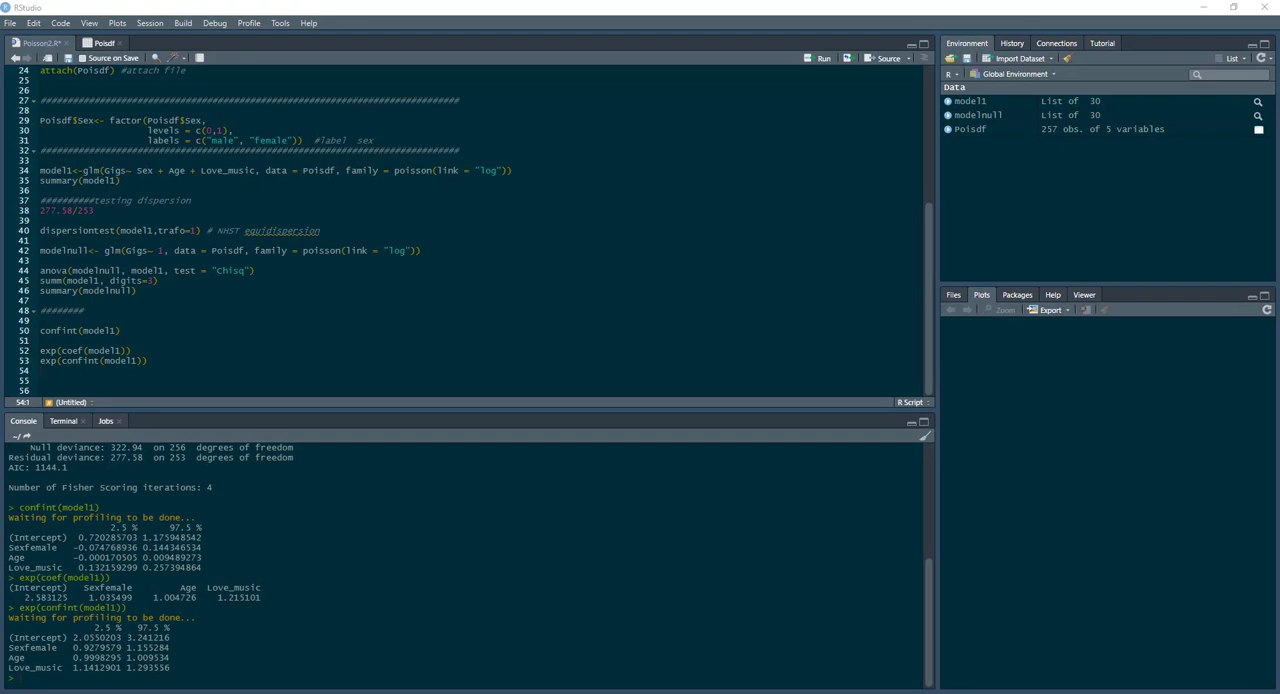 RStudio
File Edit Code View Plots Session Build Debug Profile Tools Help
Poisson2.R* Poisdf
Source on Save Run Source
24 attach(Poisdf) #attach file
25
26
27 ####################################################################################
28
29 Poisdf$Sex<- factor(Poisdf$Sex,
30 levels = c(0,1),
31 labels = c("male", "female")) #label sex
32 ####################################################################################
33
34 model1<-glm(Gigs~ Sex + Age + Love_music, data = Poisdf, family = poisson(link = "log"))
35 summary(model1)
36
37 ##########testing dispersion
38 277.58/253
39
40 dispersiontest(model1,trafo=1) # NHST equidispersion
41
42 modelnull<- glm(Gigs~ 1, data = Poisdf, family = poisson(link = "log"))
43
44 anova(modelnull, model1, test = "Chisq")
45 summ(model1, digits=3)
46 summary(modelnull)
47
48 ########
49
50 confint(model1)
51
52 exp(coef(model1))
53 exp(confint(model1))
54
55
56
54:1 (Untitled) R Script
Console Terminal Jobs
~/
Null deviance: 322.94 on 256 degrees of freedom
Residual deviance: 277.58 on 253 degrees of freedom
AIC: 1144.1
Number of Fisher Scoring iterations: 4
> confint(model1)
Waiting for profiling to be done...
2.5 % 97.5 %
(Intercept) 0.720285703 1.175948542
Sexfemale -0.074768936 0.144346534
Age -0.000170505 0.009489273
Love_music 0.132159299 0.257394864
> exp(coef(model1))
(Intercept) Sexfemale Age Love_music
2.583125 1.035499 1.004726 1.215101
> exp(confint(model1))
Waiting for profiling to be done...
2.5 % 97.5 %
(Intercept) 2.0550203 3.241216
Sexfemale 0.9279579 1.155284
Age 0.9998295 1.009534
Love_music 1.1412901 1.293556
>
Environment History Connections Tutorial
Import Dataset List
R Global Environment
Data
model1 List of 30
modelnull List of 30
Poisdf 257 obs. of 5 variables
Files Plots Packages Help Viewer
Zoom Export